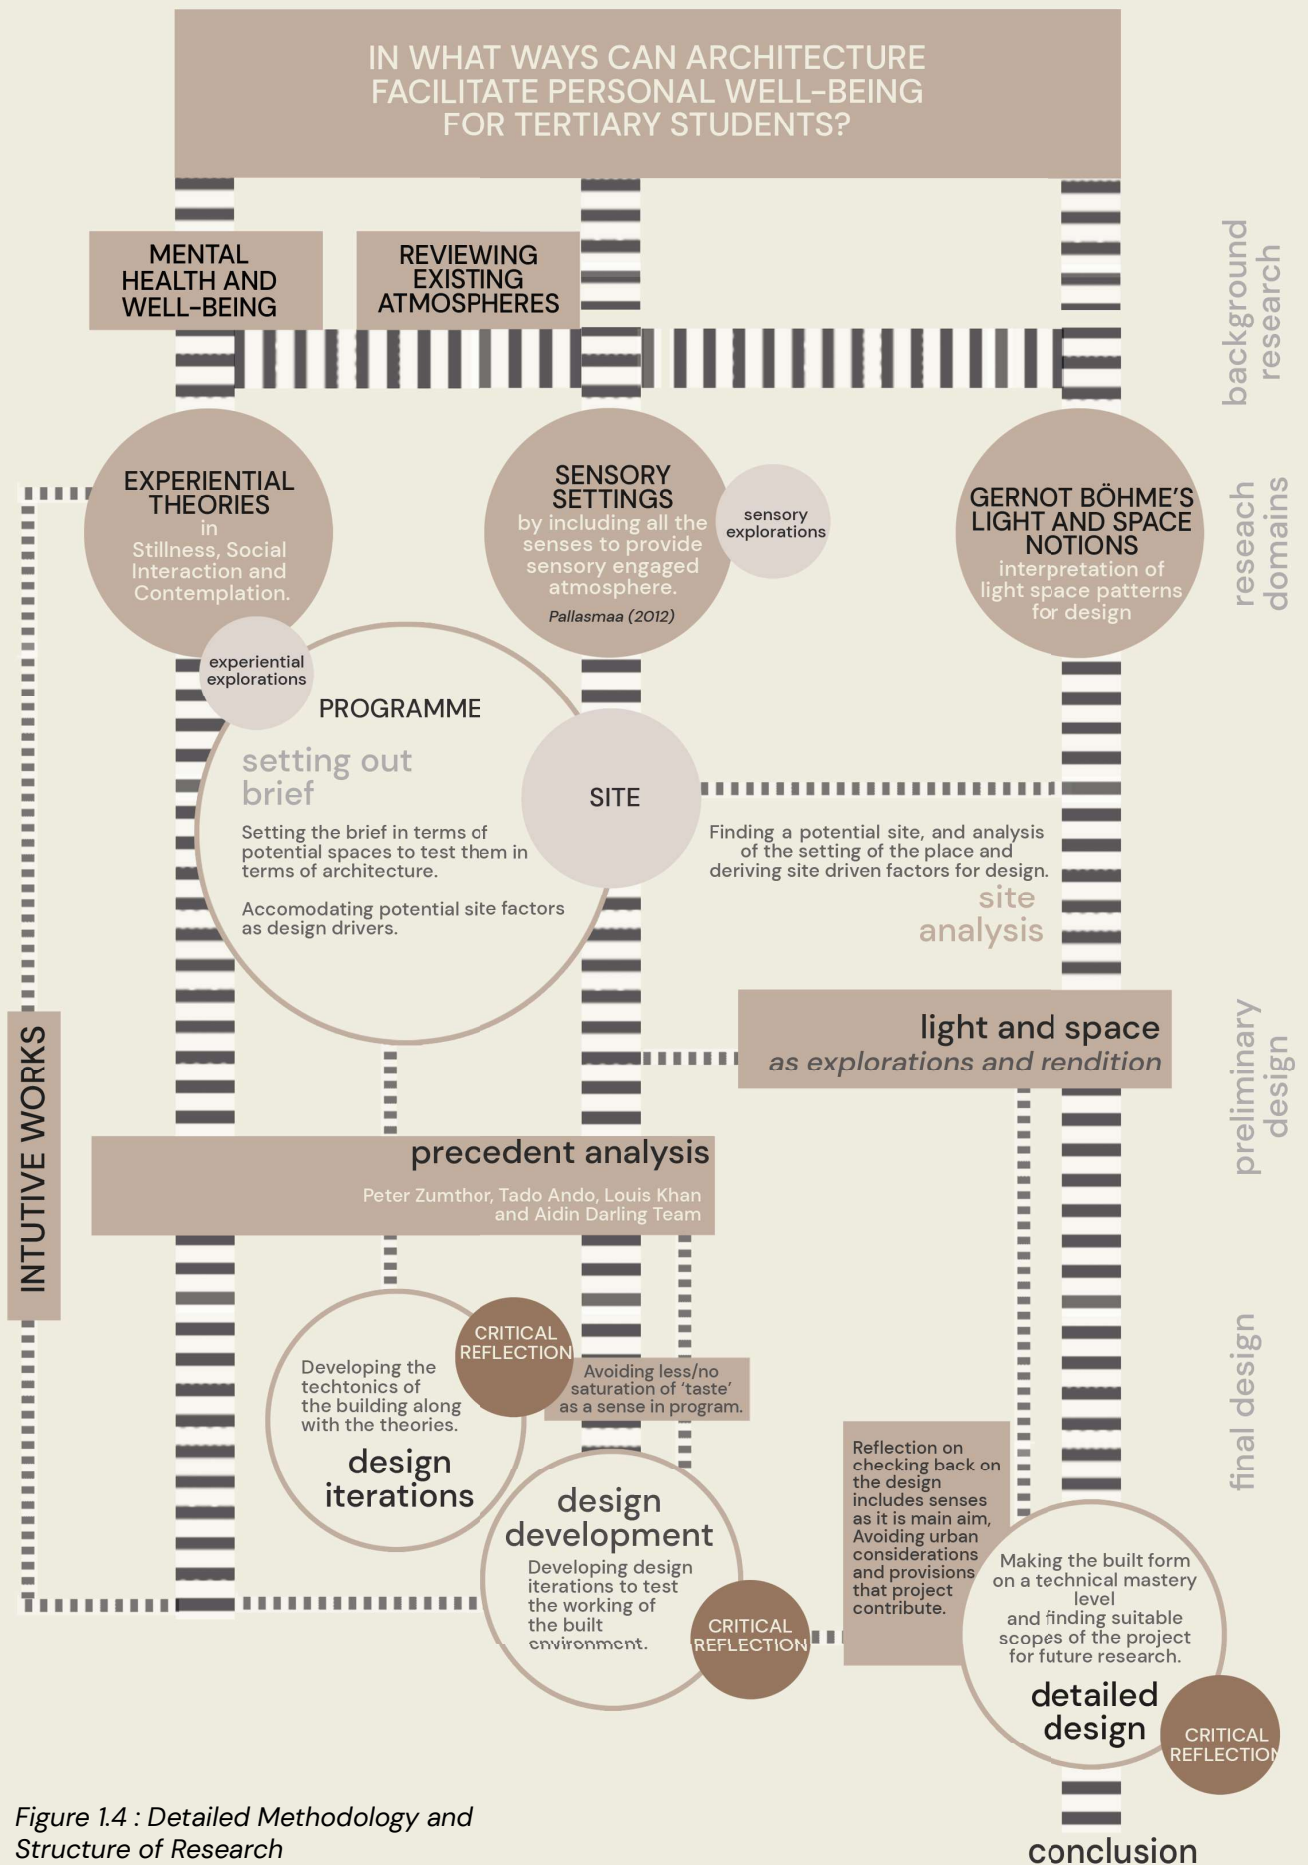 IN WHAT WAYS CAN ARCHITECTURE
FACILITATE PERSONAL WELL-BEING
FOR TERTIARY STUDENTS?
MENTAL
HEALTH AND
WELL-BEING
REVIEWING
EXISTING
ATMOSPHERES
background
research
EXPERIENTIAL
THEORIES
in
Stillness, Social
Interaction and
Contemplation.
SENSORY
SETTINGS
by including all the
senses to provide
sensory engaged
atmosphere.
Pallasmaa (2012)
sensory
explorations
GERNOT BÖHME'S
LIGHT AND SPACE
NOTIONS
interpretation of
light space patterns
for design
reseach
domains
experiential
explorations
PROGRAMME
setting out
brief
Setting the brief in terms of
potential spaces to test them in
terms of architecture.
Accomodating potential site factors
as design drivers.
SITE
Finding a potential site, and analysis
of the setting of the place and
deriving site driven factors for design.
site
analysis
light and space
as explorations and rendition
preliminary
design
INTUTIVE WORKS
precedent analysis
Peter Zumthor, Tado Ando, Louis Khan
and Aidin Darling Team
CRITICAL
REFLECTION
Developing the
techtonics of
the building along
with the theories.
design
iterations
Avoiding less/no
saturation of 'taste'
as a sense in program.
final design
design
development
Developing design
iterations to test
the working of
the built
environment.
CRITICAL
REFLECTION
Reflection on
checking back on
the design
includes senses
as it is main aim,
Avoiding urban
considerations
and provisions
that project
contribute.
Making the built form
on a technical mastery
level
and finding suitable
scopes of the project
for future research.
detailed
design
CRITICAL
REFLECTION
conclusion
Figure 1.4 : Detailed Methodology and
Structure of Research